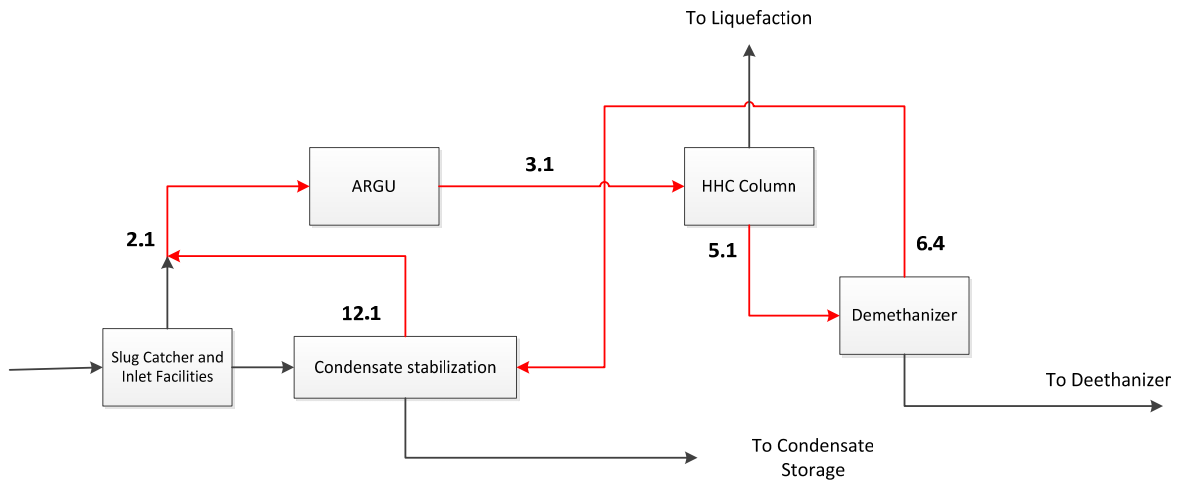 To Liquefaction
3.1
ARGU
HHC Column
2.1
5.1
6.4
12.1
Demethanizer
Slug Catcher and
Inlet Facilities
Condensate stabilization
To Deethanizer
To Condensate
Storage